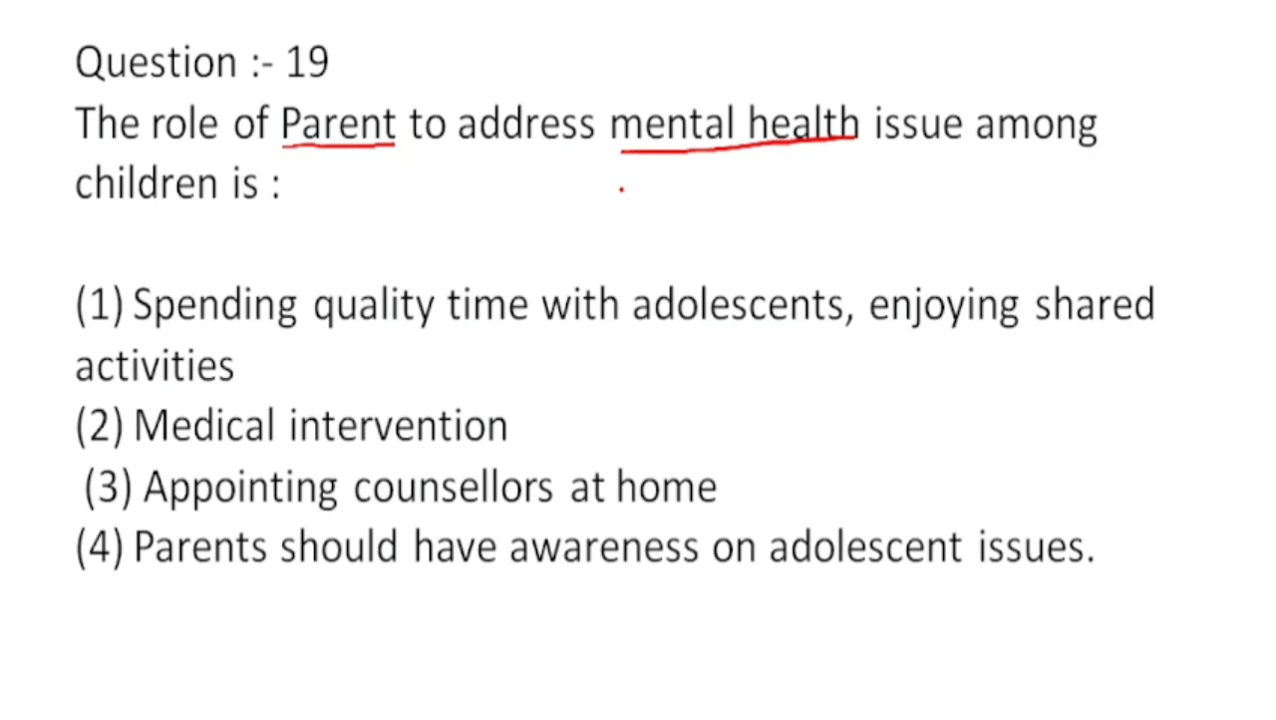 Question :- 19
The role of Parent to address mental health issue among
children is :
(1) Spending quality time with adolescents, enjoying shared
activities
(2) Medical intervention
(3) Appointing counsellors at home
(4) Parents should have awareness on adolescent issues.